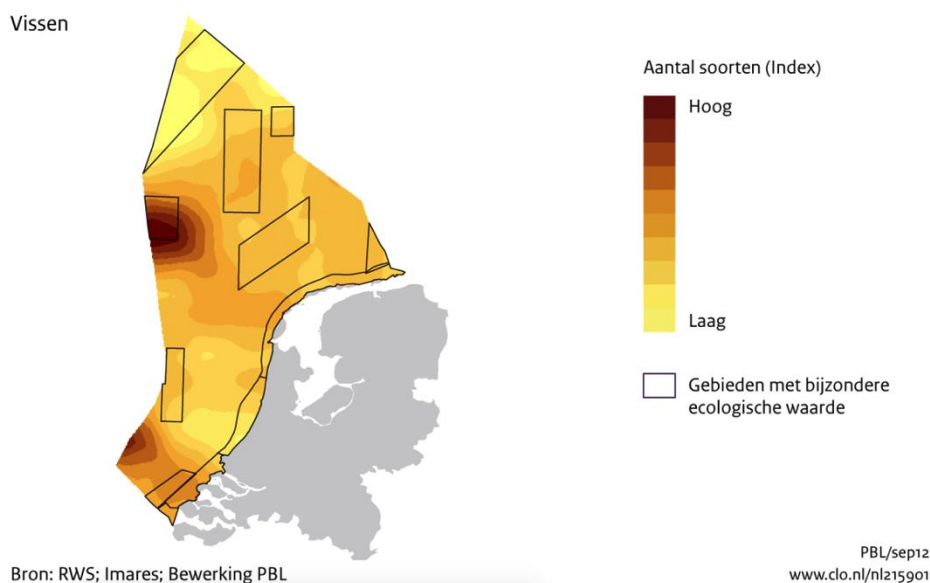 Vissen
Aantal soorten (Index)
Hoog
Laag
Gebieden met bijzondere
ecologische waarde
Bron: RWS; Imares; Bewerking PBL
PBL/sep12
www.clo.nl/nl215901